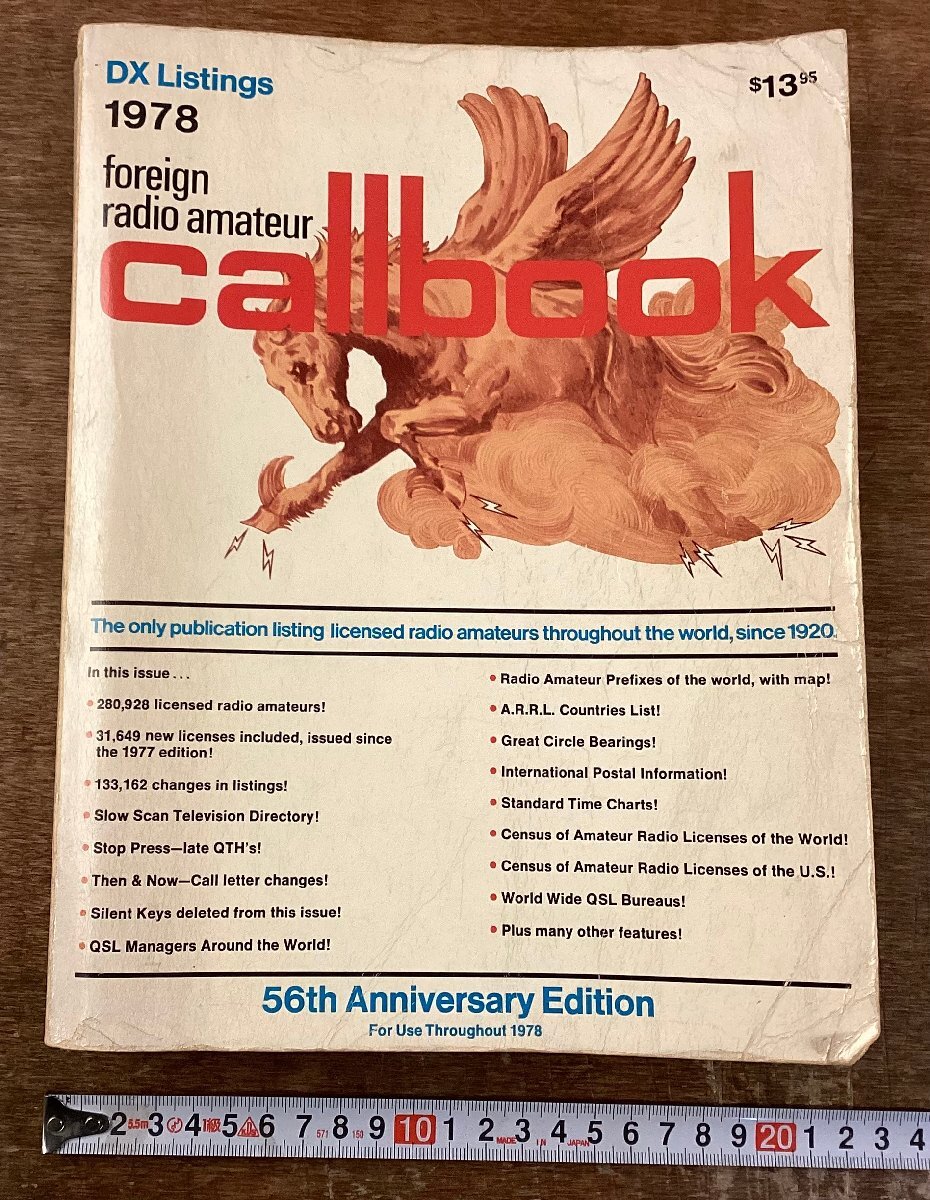 DX Listings
1978
$13.95
foreign
radio amateur
callbook
The only publication listing licensed radio amateurs throughout the world, since 1920.
In this issue...
• 280,928 licensed radio amateurs!
• 31,649 new licenses included, issued since
the 1977 edition!
• 133,162 changes in listings!
• Slow Scan Television Directory!
• Stop Press—late QTH's!
• Then & Now—Call letter changes!
• Silent Keys deleted from this issue!
• QSL Managers Around the World!
• Radio Amateur Prefixes of the world, with map!
• A.R.R.L. Countries List!
• Great Circle Bearings!
• International Postal Information!
• Standard Time Charts!
• Census of Amateur Radio Licenses of the World!
• Census of Amateur Radio Licenses of the U.S.!
• World Wide QSL Bureaus!
• Plus many other features!
56th Anniversary Edition
For Use Throughout 1978
2 5.5m 3 4 1級 5 6 7 571 8 150 9 10 1 2 MADE 3 IN 4 JAPAN 5 6 7 8 9 20 1 2 3 4